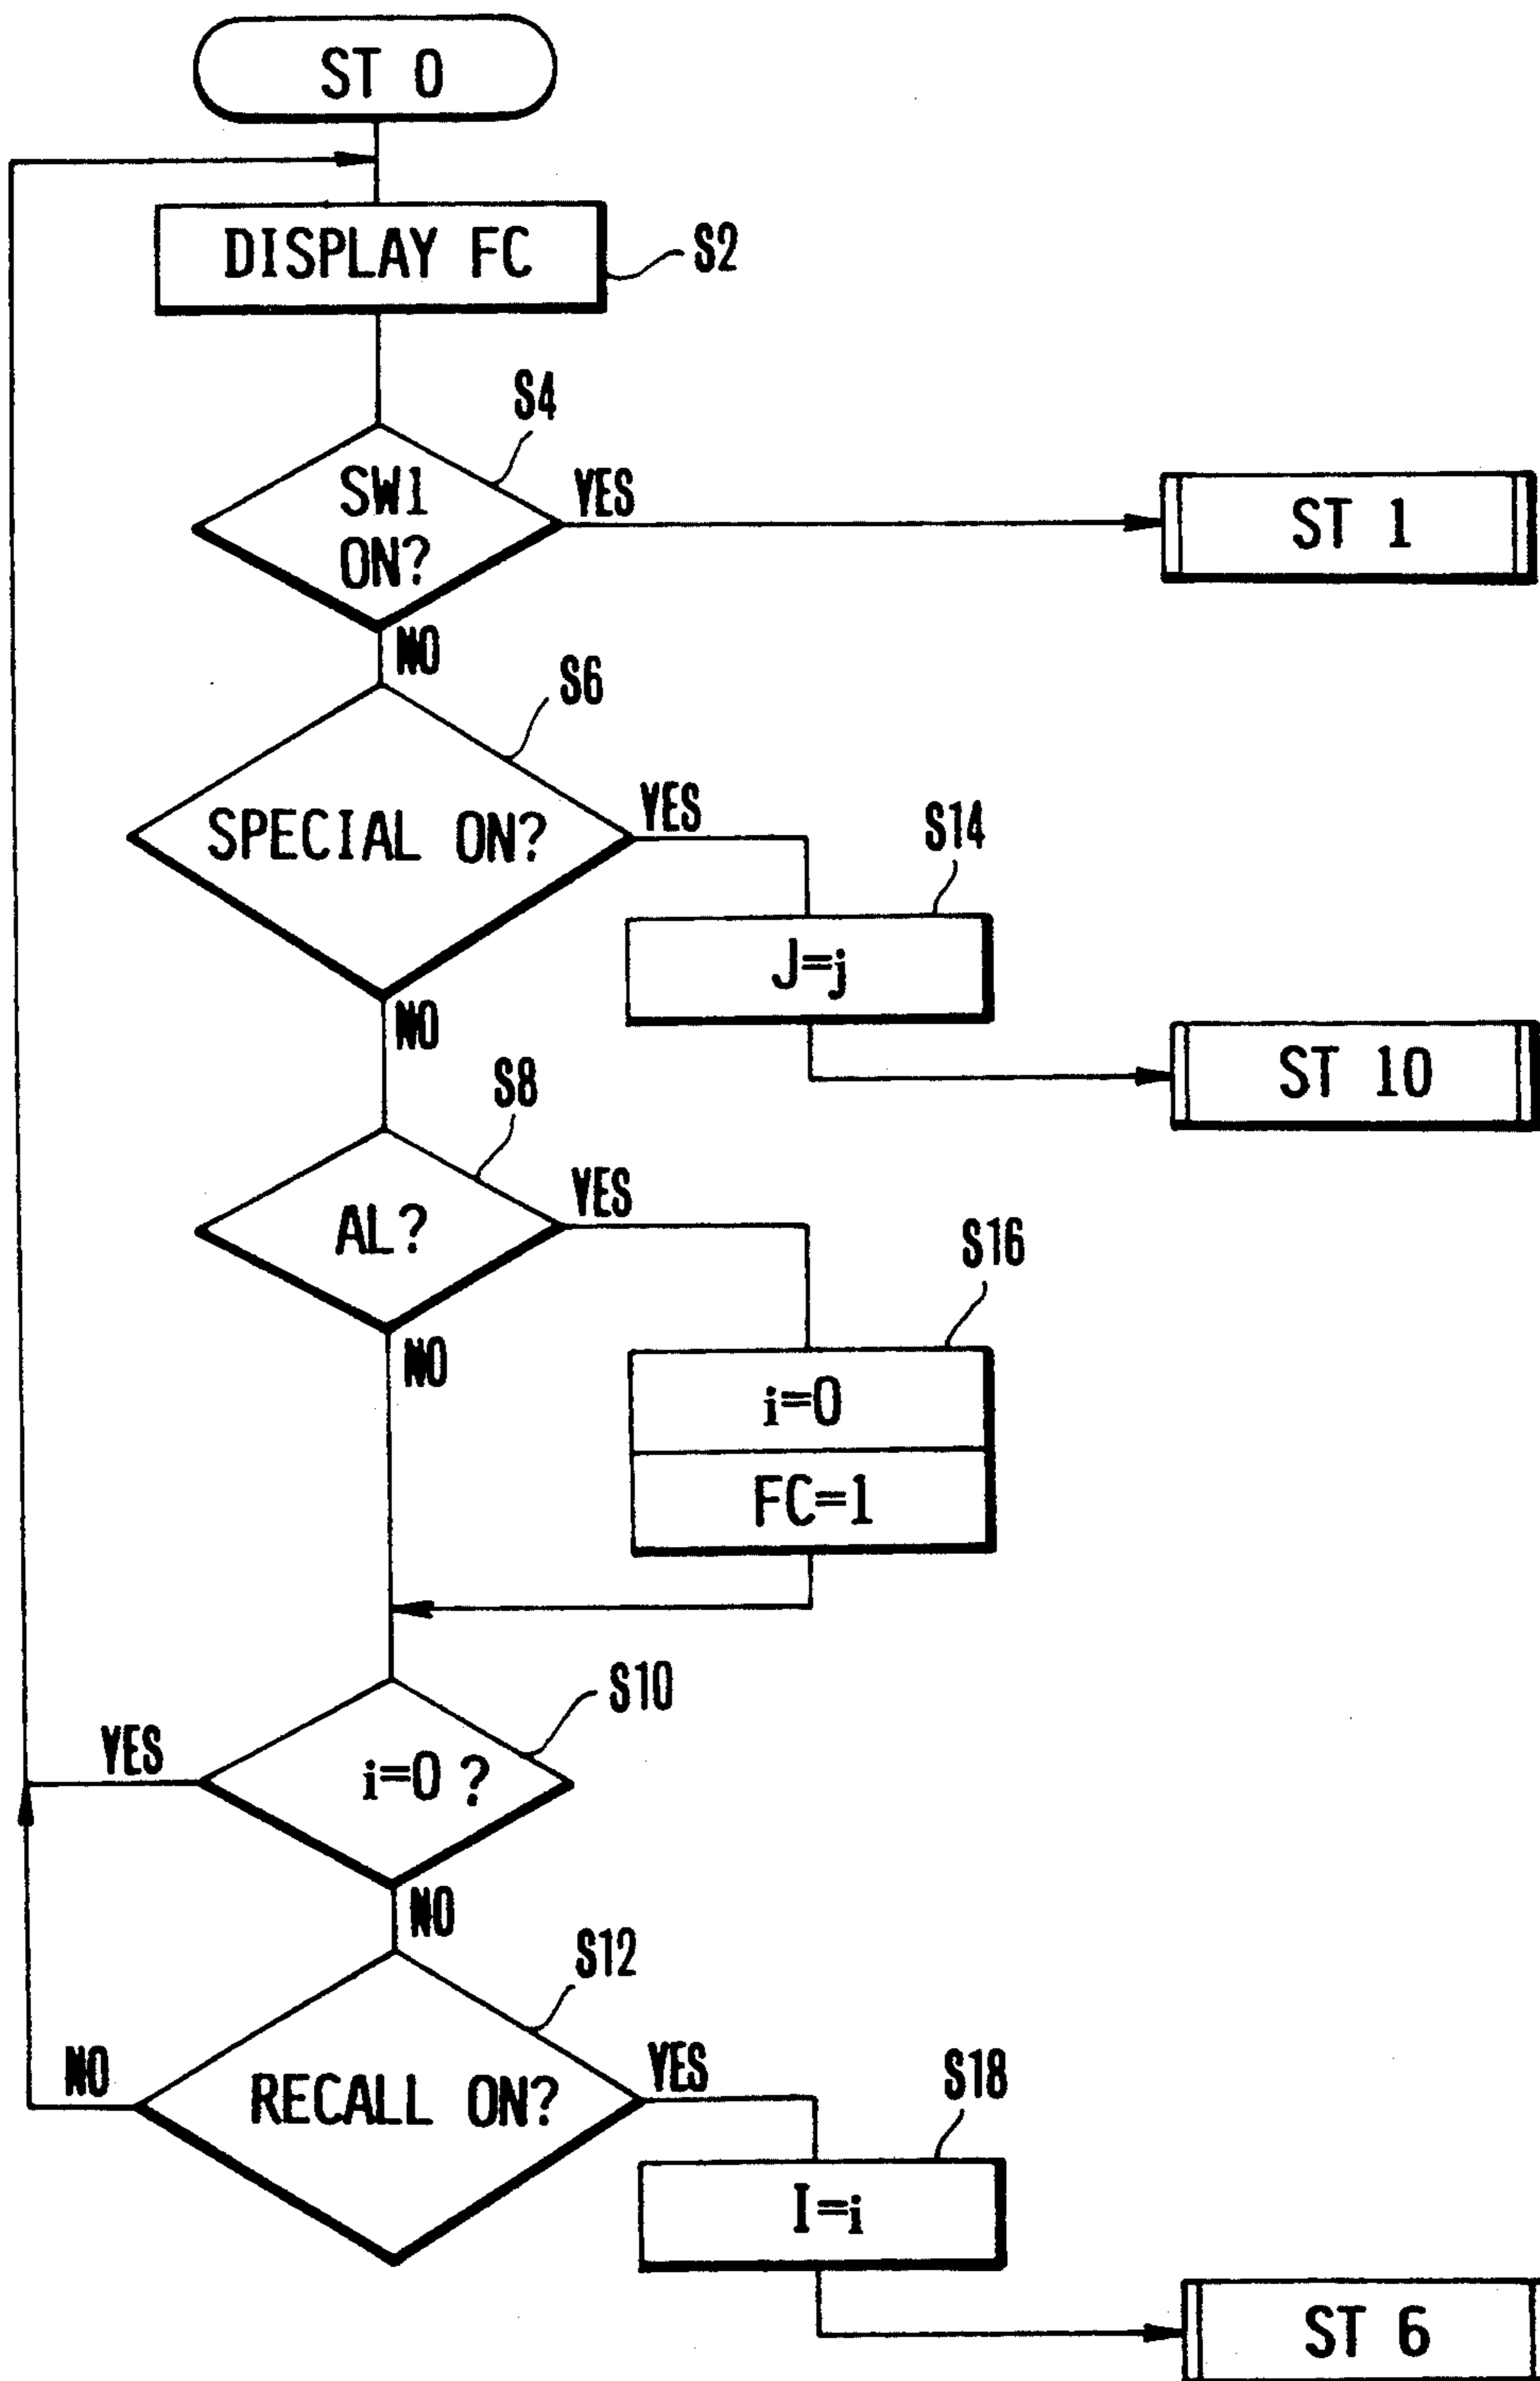 ST 0
DISPLAY FC
S2
S4
SW1
ON?
YES
ST 1
NO
S6
SPECIAL ON?
YES
S14
J=j
NO
ST 10
S8
AL?
YES
S16
NO
i=0
FC=1
S10
YES
i=0 ?
NO
S12
NO
RECALL ON?
YES
S18
I=i
ST 6